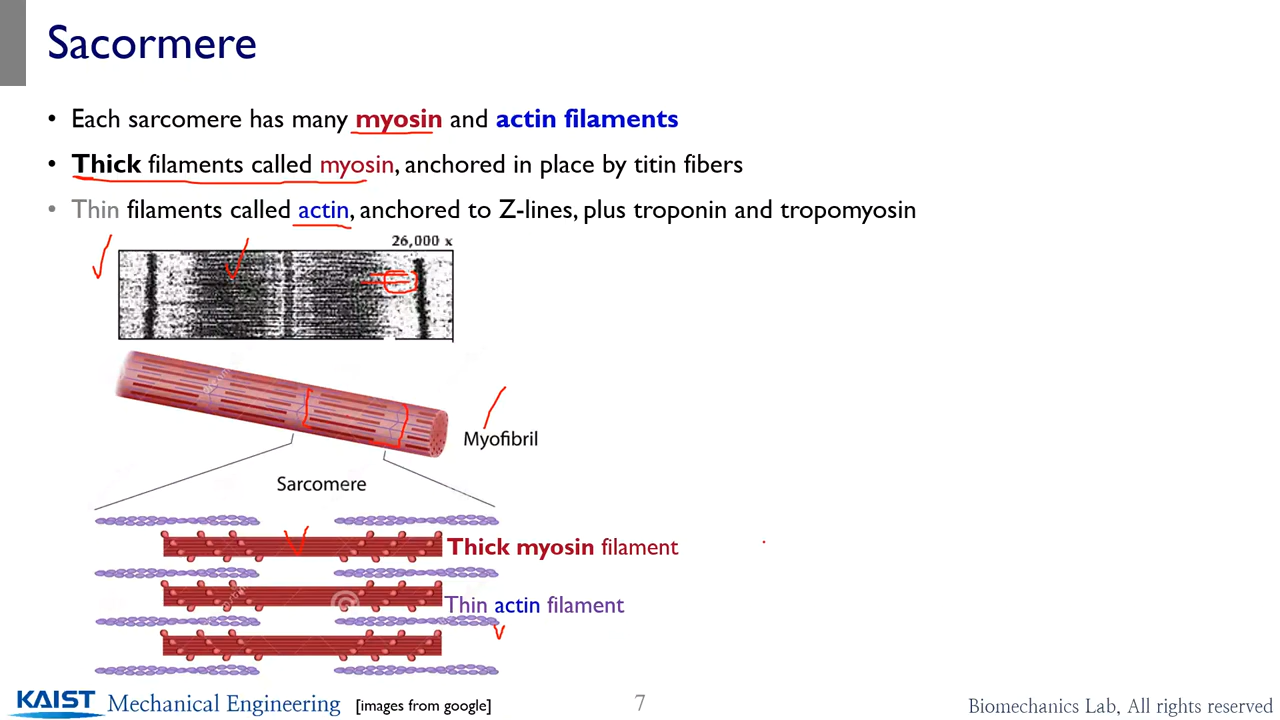 Sacormere
• Each sarcomere has many myosin and actin filaments
• Thick filaments called myosin, anchored in place by titin fibers
• Thin filaments called actin, anchored to Z-lines, plus troponin and tropomyosin
26,000 x
Myofibril
Sarcomere
Thick myosin filament
Thin actin filament
KAIST Mechanical Engineering [images from google]
7
Biomechanics Lab, All rights reserved